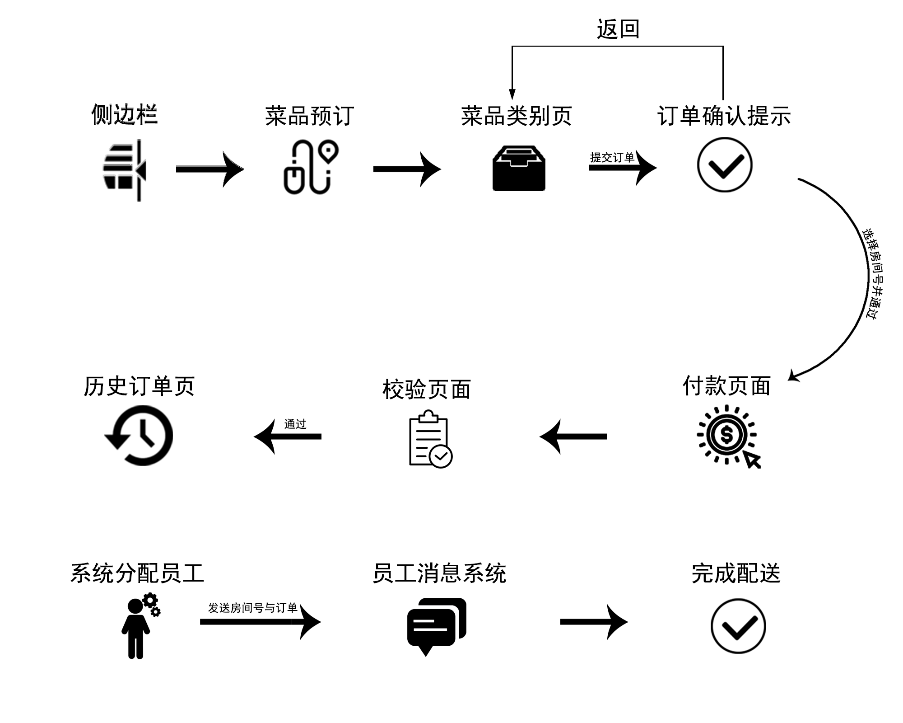 返回
侧边栏
菜品预订
菜品类别页
订单确认提示
提交订单
选择房间号并通过
历史订单页
校验页面
付款页面
通过
系统分配员工
员工消息系统
完成配送
发送房间号与订单